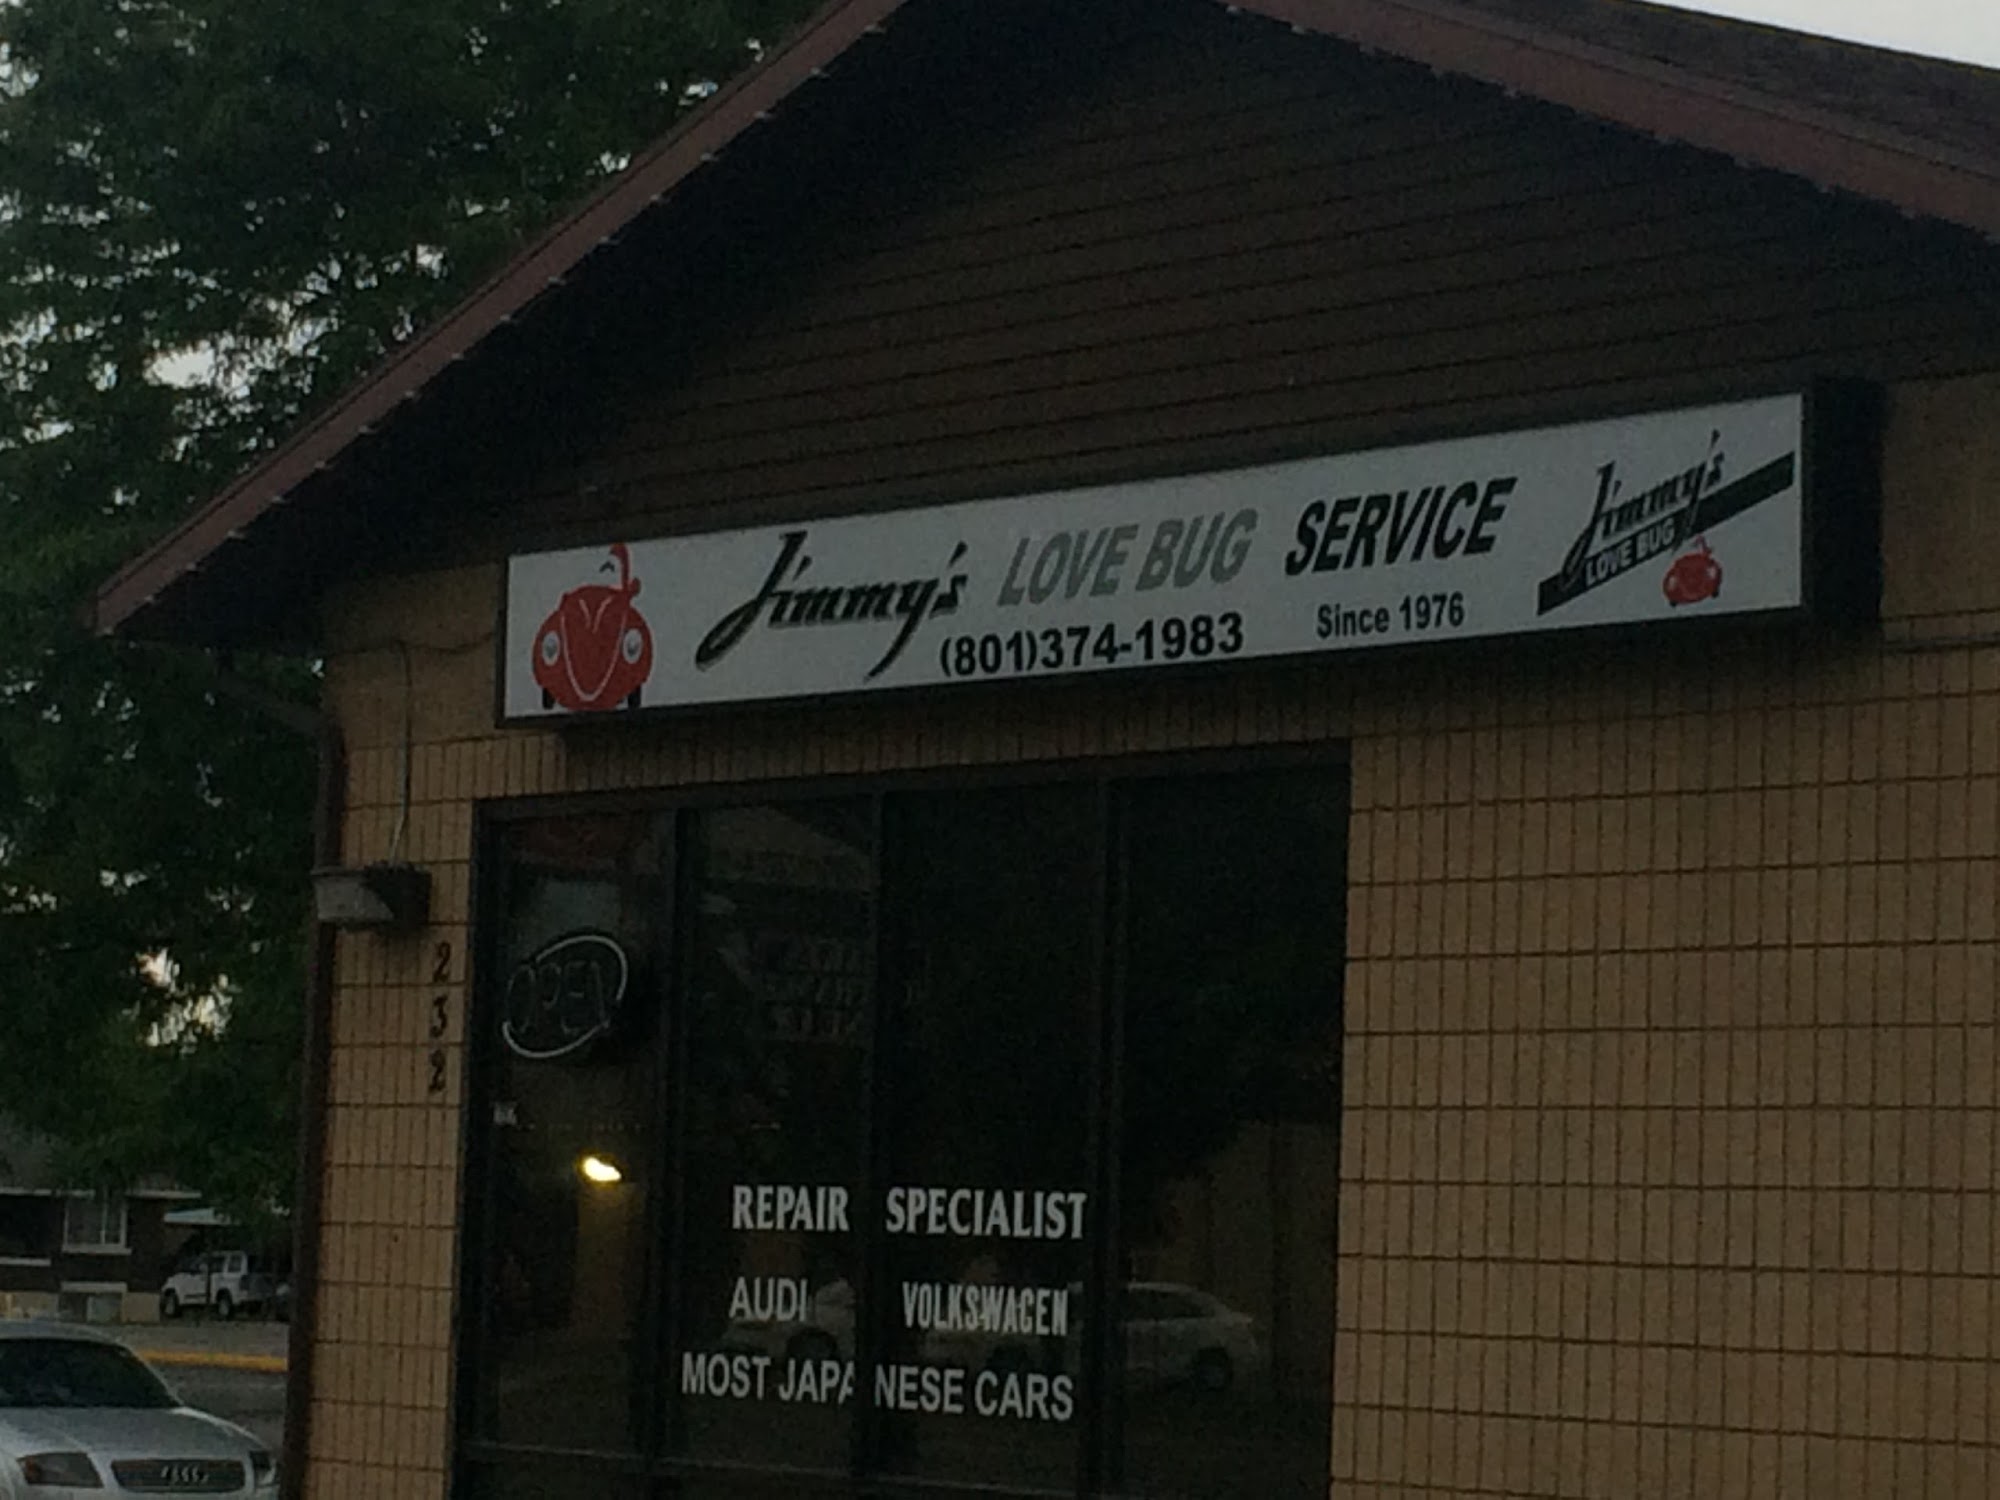 Jimmy's LOVE BUG SERVICE
(801)374-1983
Since 1976
Jimmy's
LOVE BUG
232
OPEN
REPAIR SPECIALIST
AUDI VOLKSWAGEN
MOST JAPANESE CARS